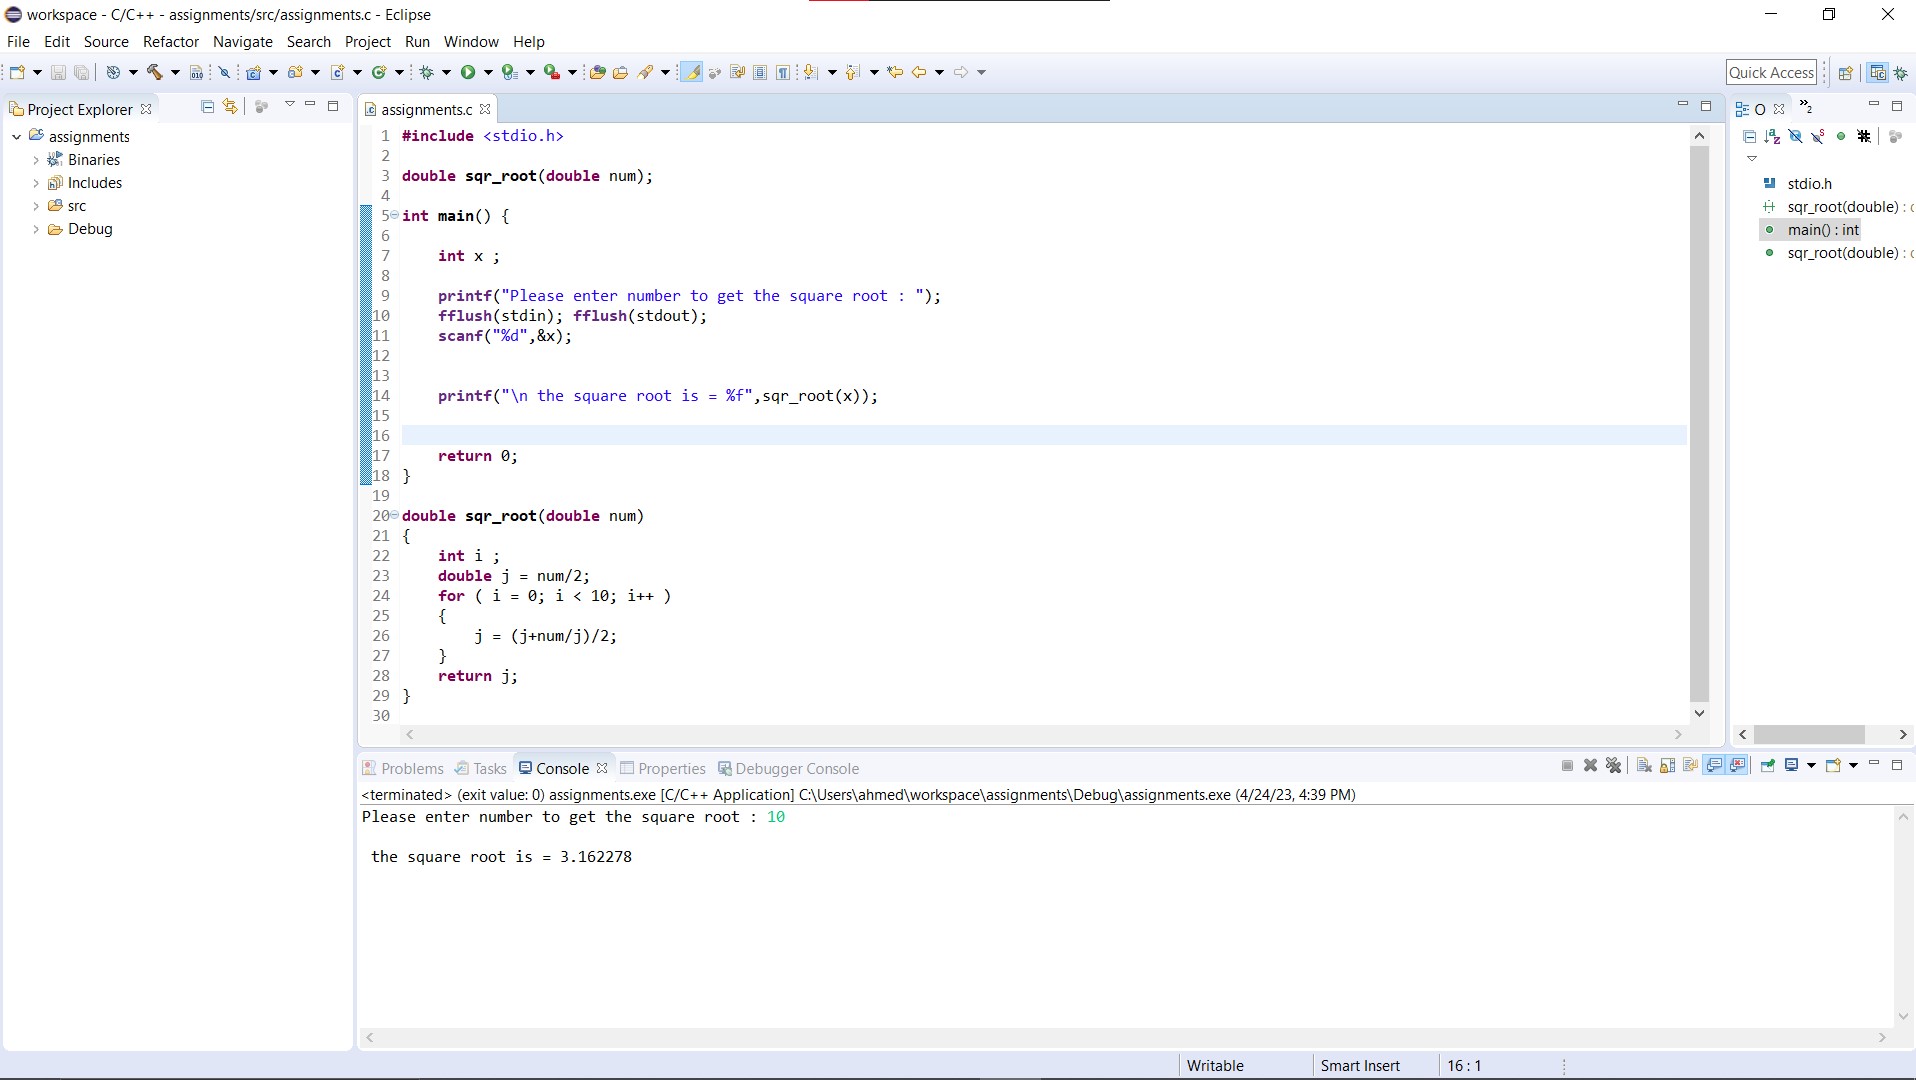 workspace - C/C++ - assignments/src/assignments.c - Eclipse
File Edit Source Refactor Navigate Search Project Run Window Help
Quick Access
Project Explorer
assignments
Binaries
Includes
src
Debug
assignments.c
1 #include <stdio.h>
2
3 double sqr_root(double num);
4
5 int main() {
6
7     int x ;
8
9     printf("Please enter number to get the square root : ");
10     fflush(stdin); fflush(stdout);
11     scanf("%d",&x);
12
13
14     printf("\n the square root is = %f",sqr_root(x));
15
16
17     return 0;
18 }
19
20 double sqr_root(double num)
21 {
22     int i ;
23     double j = num/2;
24     for ( i = 0; i < 10; i++ )
25     {
26         j = (j+num/j)/2;
27     }
28     return j;
29 }
30
O
2
stdio.h
sqr_root(double) :
main() : int
sqr_root(double) :
Problems Tasks Console Properties Debugger Console
<terminated> (exit value: 0) assignments.exe [C/C++ Application] C:\Users\ahmed\workspace\assignments\Debug\assignments.exe (4/24/23, 4:39 PM)
Please enter number to get the square root : 10
the square root is = 3.162278
Writable Smart Insert 16 : 1